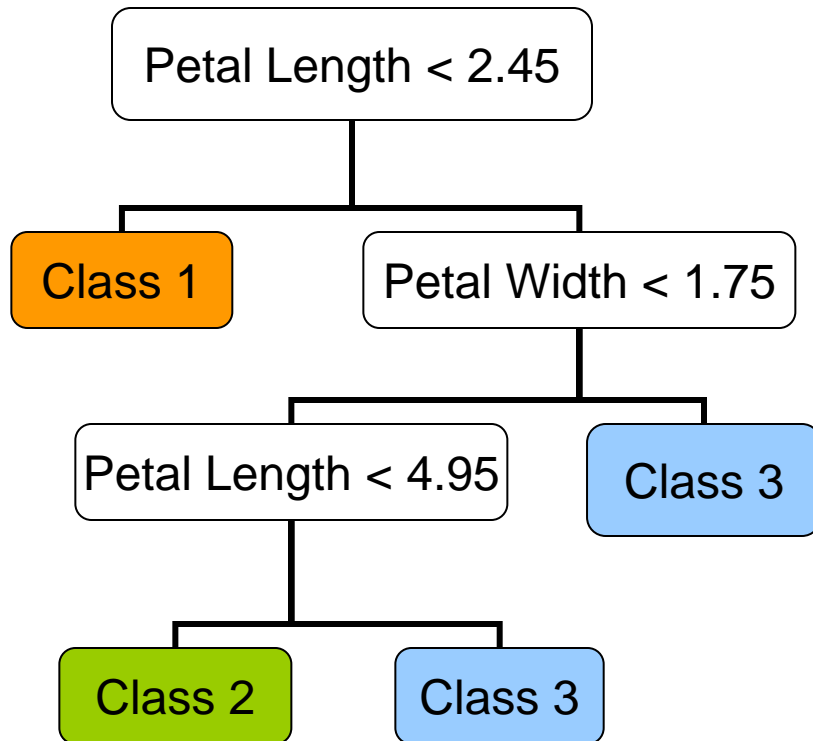 Petal Length < 2.45
Class 1
Petal Width < 1.75
Petal Length < 4.95
Class 3
Class 2
Class 3